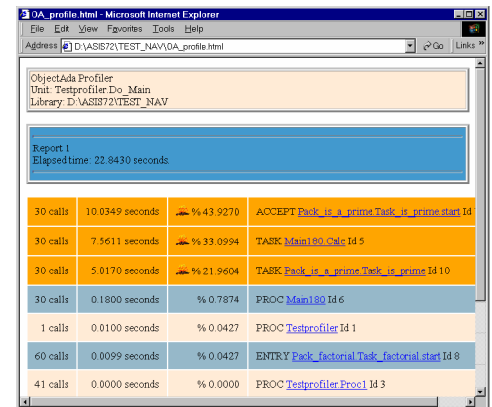 OA_profile.html - Microsoft Internet Explorer
File Edit View Favorites Tools Help
Address D:\ASIS72\TEST_NAV\OA_profile.html Go Links »
ObjectAda Profiler
Unit: Testprofiler.Do_Main
Library: D:\ASIS72\TEST_NAV
Report 1
Elapsed time: 22.8430 seconds.
30 calls 10.0349 seconds % 43.9270 ACCEPT Pack_is_a_prime.Task_is_prime.start Id
30 calls 7.5611 seconds % 33.0994 TASK Main180.Calc Id 5
30 calls 5.0170 seconds % 21.9604 TASK Pack_is_a_prime.Task_is_prime Id 10
30 calls 0.1800 seconds % 0.7874 PROC Main180 Id 6
1 calls 0.0100 seconds % 0.0427 PROC Testprofiler Id 1
60 calls 0.0099 seconds % 0.0427 ENTRY Pack_factorial.Task_factorial.start Id 8
41 calls 0.0000 seconds % 0.0000 PROC Testprofiler.Proc1 Id 3